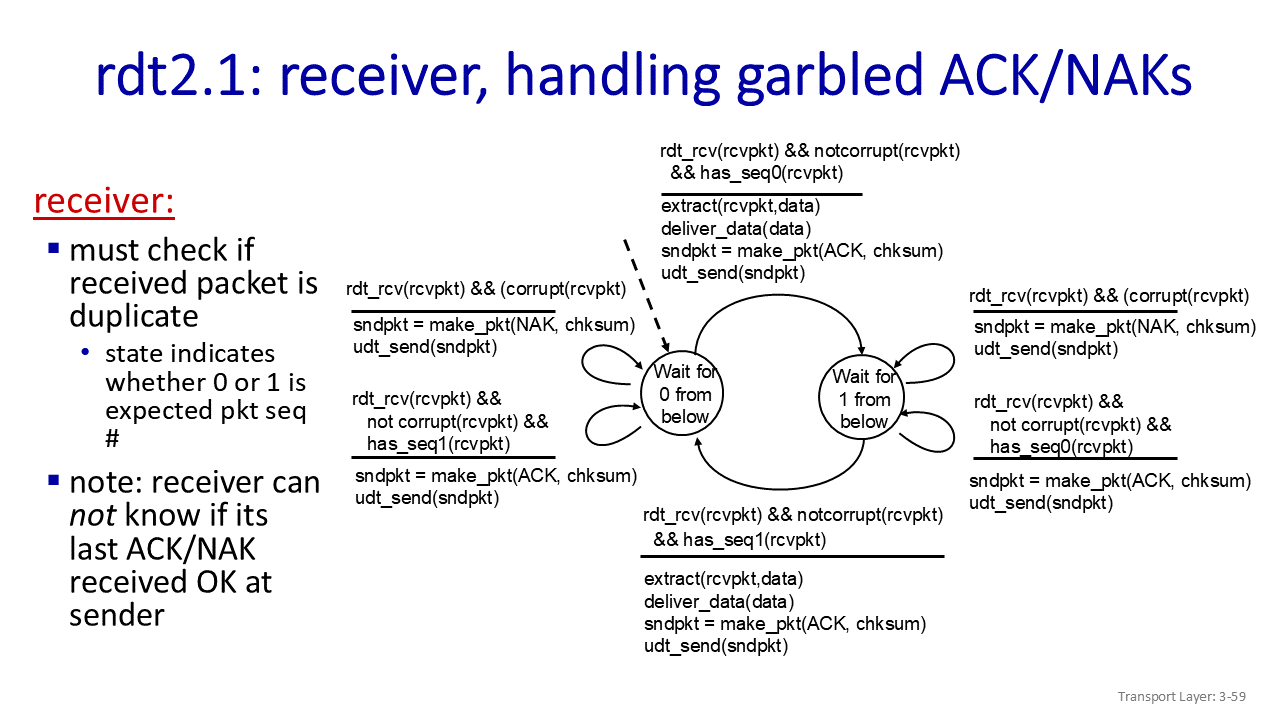 rdt2.1: receiver, handling garbled ACK/NAKs
receiver:
▪ must check if
received packet is
duplicate
• state indicates
whether 0 or 1 is
expected pkt seq
#
▪ note: receiver can
not know if its
last ACK/NAK
received OK at
sender
rdt_rcv(rcvpkt) && notcorrupt(rcvpkt)
&& has_seq0(rcvpkt)
extract(rcvpkt,data)
deliver_data(data)
sndpkt = make_pkt(ACK, chksum)
udt_send(sndpkt)
rdt_rcv(rcvpkt) && (corrupt(rcvpkt)
sndpkt = make_pkt(NAK, chksum)
udt_send(sndpkt)
rdt_rcv(rcvpkt) &&
not corrupt(rcvpkt) &&
has_seq1(rcvpkt)
sndpkt = make_pkt(ACK, chksum)
udt_send(sndpkt)
Wait for
0 from
below
Wait for
1 from
below
rdt_rcv(rcvpkt) && (corrupt(rcvpkt)
sndpkt = make_pkt(NAK, chksum)
udt_send(sndpkt)
rdt_rcv(rcvpkt) &&
not corrupt(rcvpkt) &&
has_seq0(rcvpkt)
sndpkt = make_pkt(ACK, chksum)
udt_send(sndpkt)
rdt_rcv(rcvpkt) && notcorrupt(rcvpkt)
&& has_seq1(rcvpkt)
extract(rcvpkt,data)
deliver_data(data)
sndpkt = make_pkt(ACK, chksum)
udt_send(sndpkt)
Transport Layer: 3-59